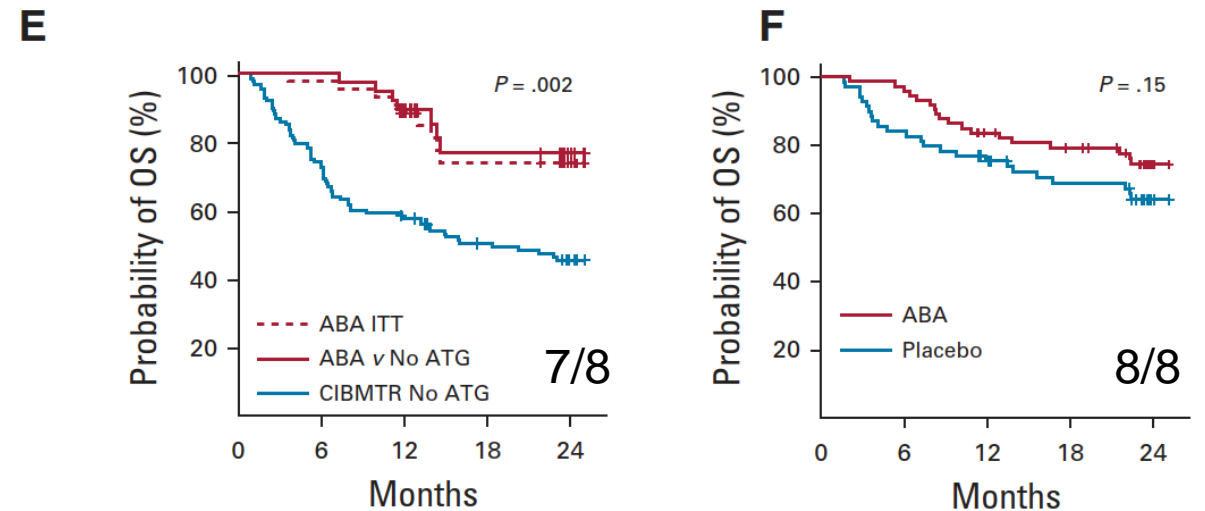 E
Probability of OS (%)
100
80
60
40
20
P = .002
ABA ITT
ABA v No ATG
CIBMTR No ATG
7/8
0 6 12 18 24
Months
F
Probability of OS (%)
100
80
60
40
20
P = .15
ABA
Placebo
8/8
0 6 12 18 24
Months